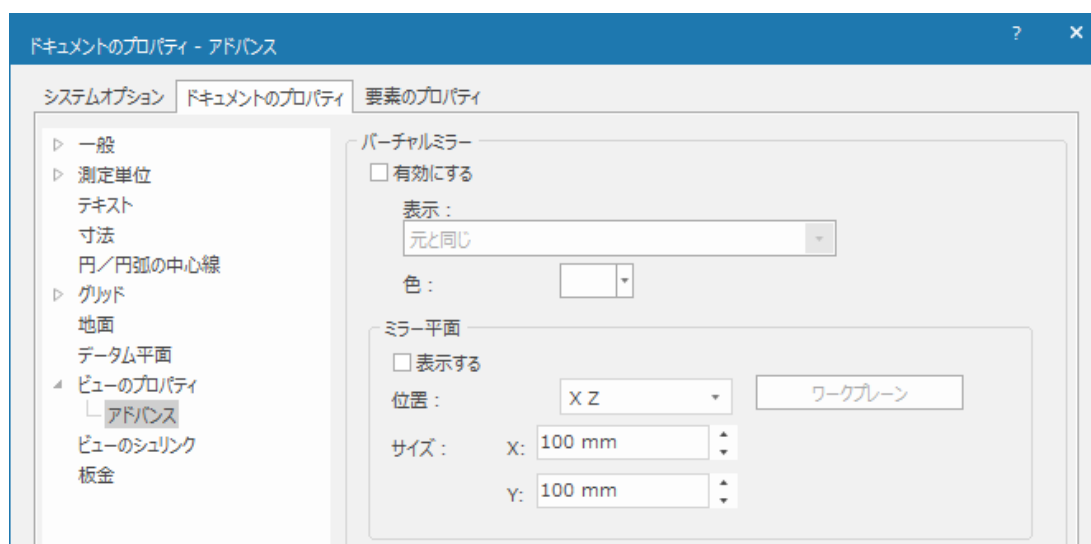 ドキュメントのプロパティ - アドバンス ? ×
システムオプション ドキュメントのプロパティ 要素のプロパティ
一般
測定単位
テキスト
寸法
円／円弧の中心線
グリッド
地面
データム平面
ビューのプロパティ
アドバンス
ビューのシュリンク
板金
バーチャルミラー
有効にする
表示 :
元と同じ
色 :
ミラー平面
表示する
位置 : X Z ワークプレーン
サイズ : X: 100 mm
Y: 100 mm